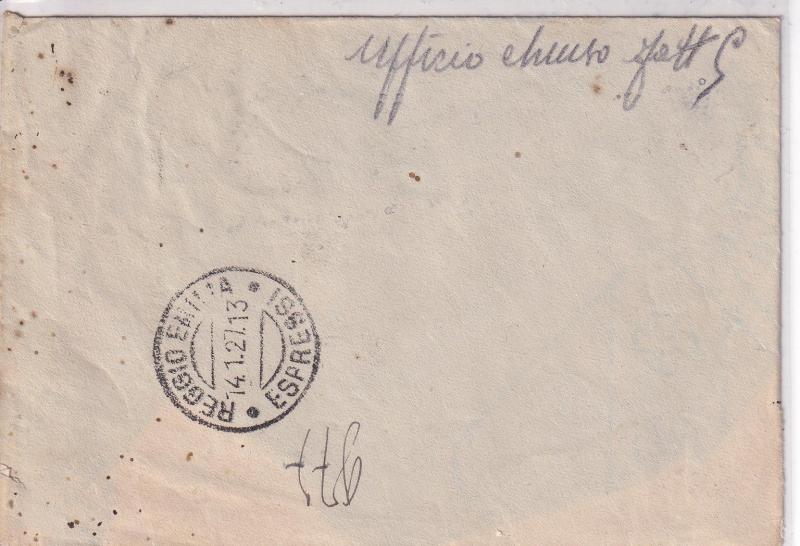 Ufficio chiuso
REGGIO EMILIA • ESPRESSI •
14.1.27.13